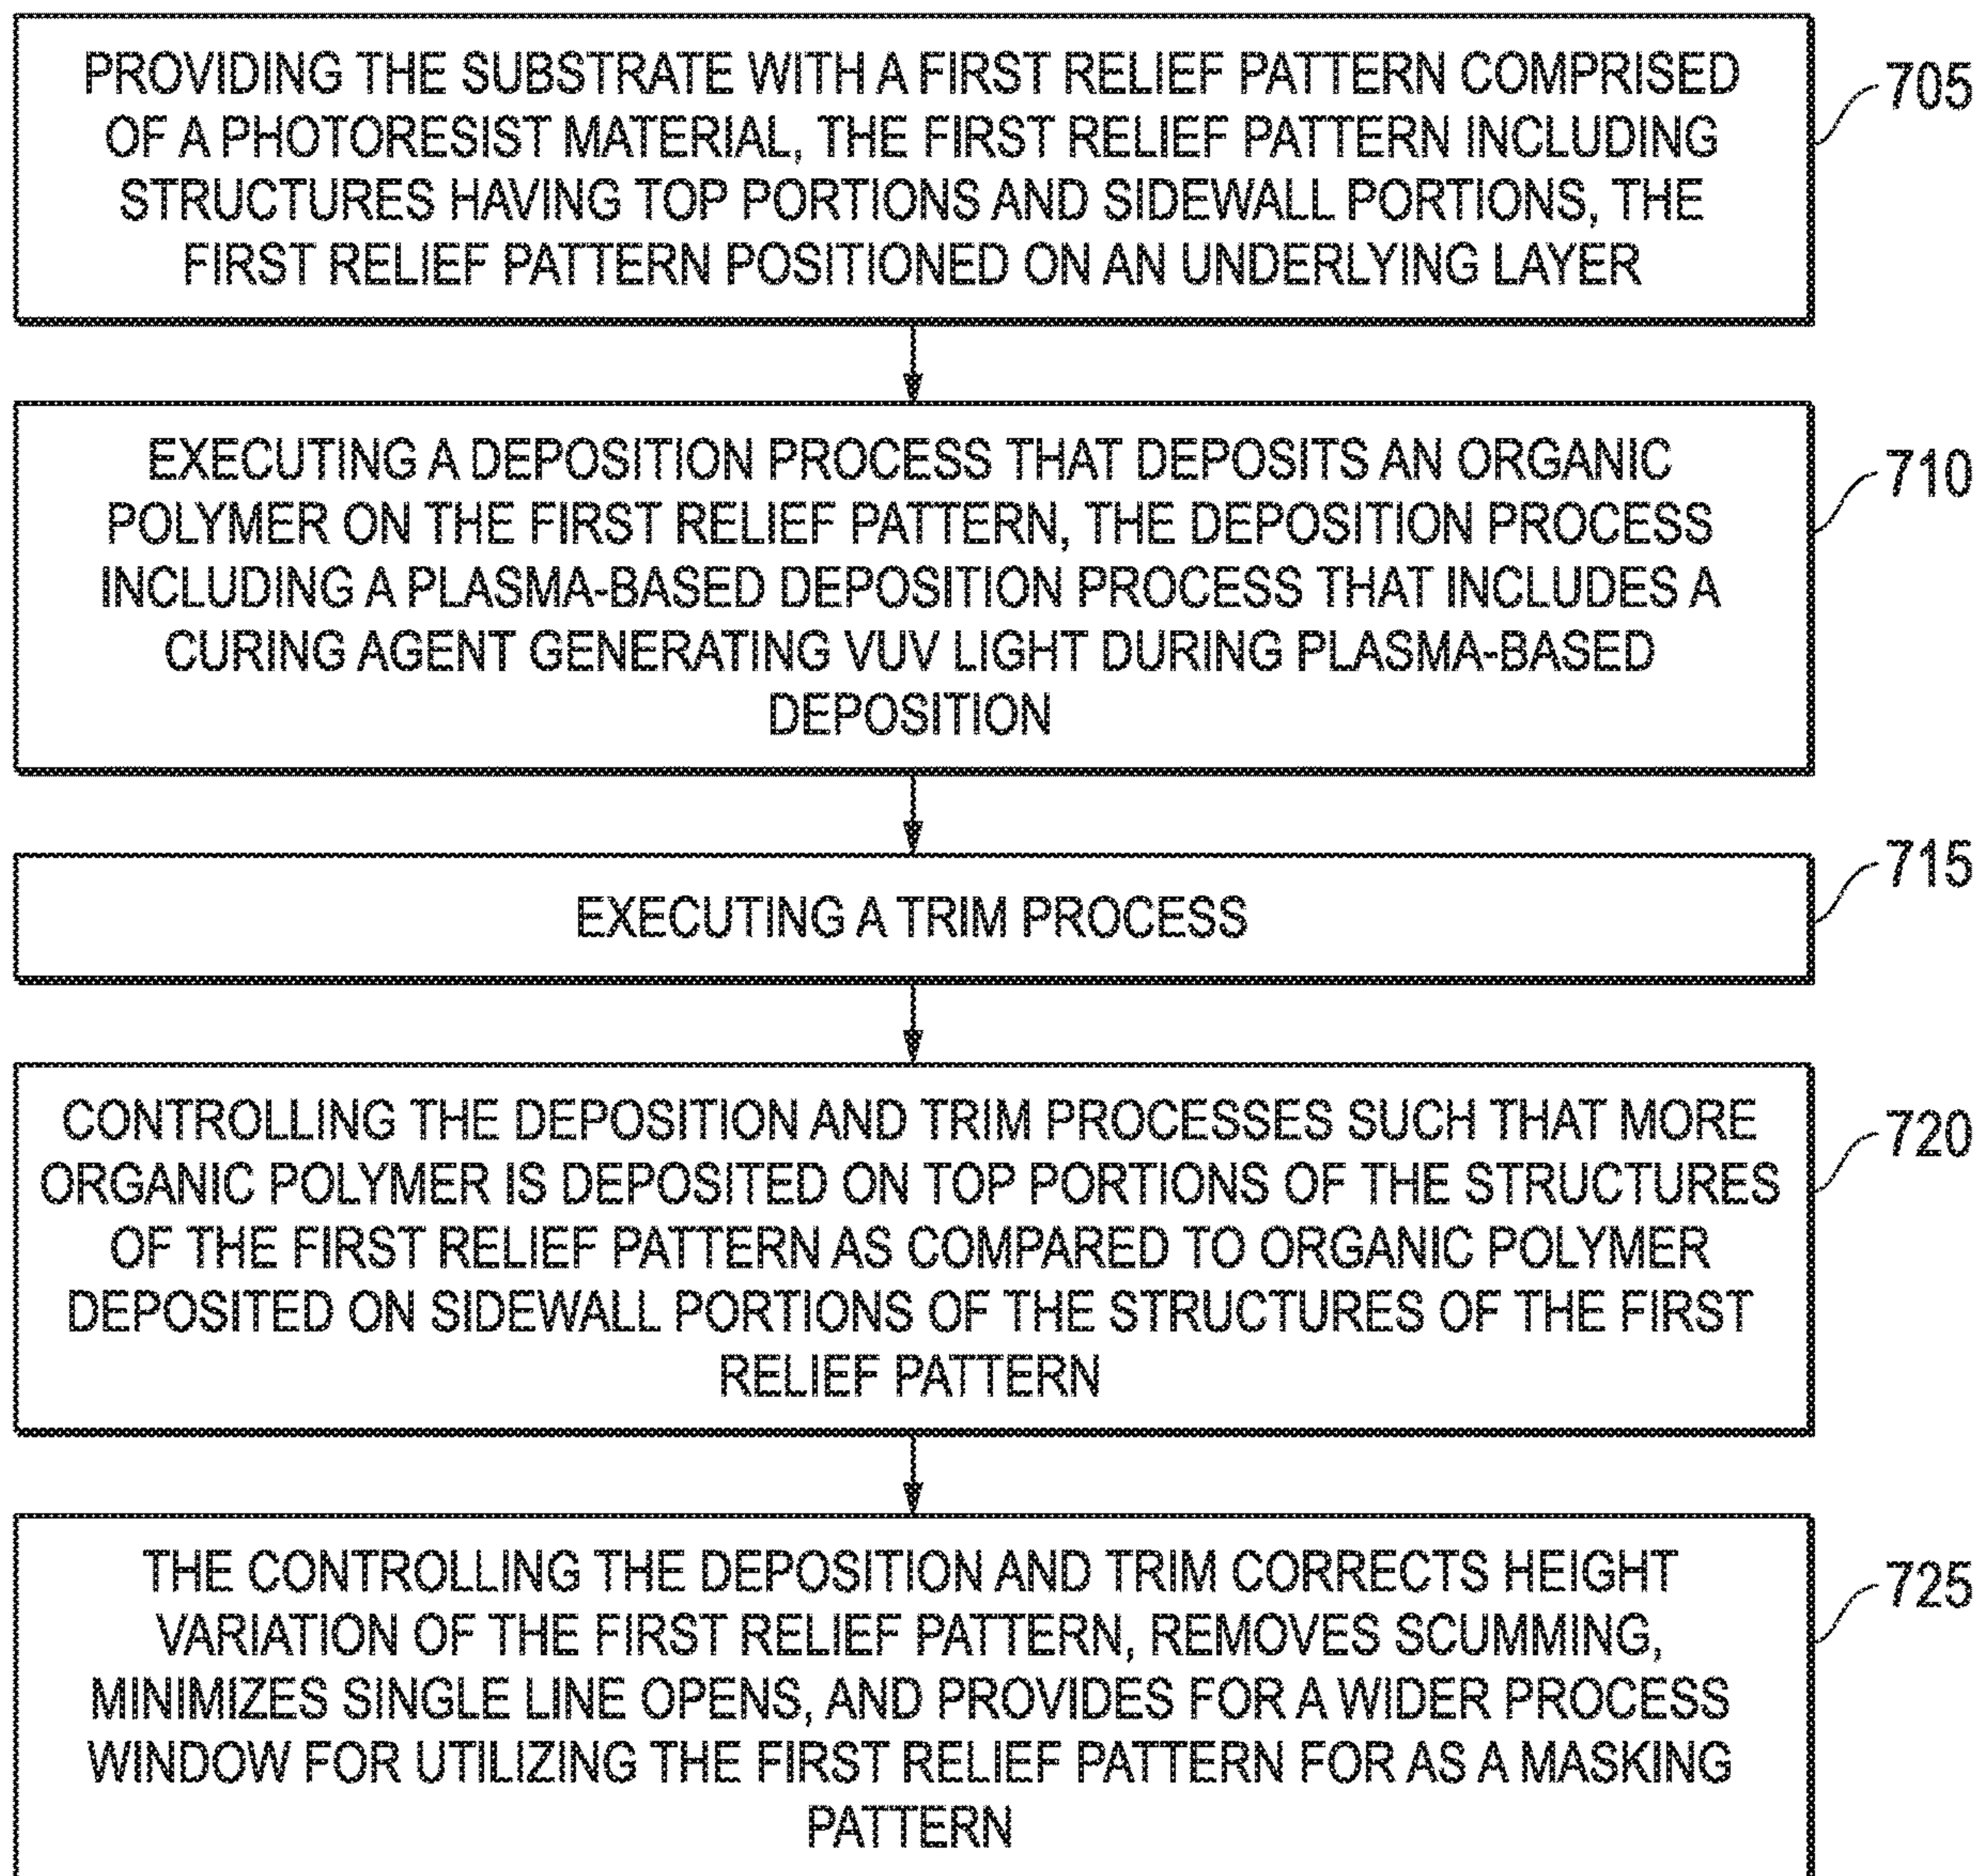 PROVIDING THE SUBSTRATE WITH A FIRST RELIEF PATTERN COMPRISED
OF A PHOTORESIST MATERIAL, THE FIRST RELIEF PATTERN INCLUDING
STRUCTURES HAVING TOP PORTIONS AND SIDEWALL PORTIONS, THE
FIRST RELIEF PATTERN POSITIONED ON AN UNDERLYING LAYER
705
EXECUTING A DEPOSITION PROCESS THAT DEPOSITS AN ORGANIC
POLYMER ON THE FIRST RELIEF PATTERN, THE DEPOSITION PROCESS
INCLUDING A PLASMA-BASED DEPOSITION PROCESS THAT INCLUDES A
CURING AGENT GENERATING VUV LIGHT DURING PLASMA-BASED
DEPOSITION
710
EXECUTING A TRIM PROCESS
715
CONTROLLING THE DEPOSITION AND TRIM PROCESSES SUCH THAT MORE
ORGANIC POLYMER IS DEPOSITED ON TOP PORTIONS OF THE STRUCTURES
OF THE FIRST RELIEF PATTERN AS COMPARED TO ORGANIC POLYMER
DEPOSITED ON SIDEWALL PORTIONS OF THE STRUCTURES OF THE FIRST
RELIEF PATTERN
720
THE CONTROLLING THE DEPOSITION AND TRIM CORRECTS HEIGHT
VARIATION OF THE FIRST RELIEF PATTERN, REMOVES SCUMMING,
MINIMIZES SINGLE LINE OPENS, AND PROVIDES FOR A WIDER PROCESS
WINDOW FOR UTILIZING THE FIRST RELIEF PATTERN FOR AS A MASKING
PATTERN
725